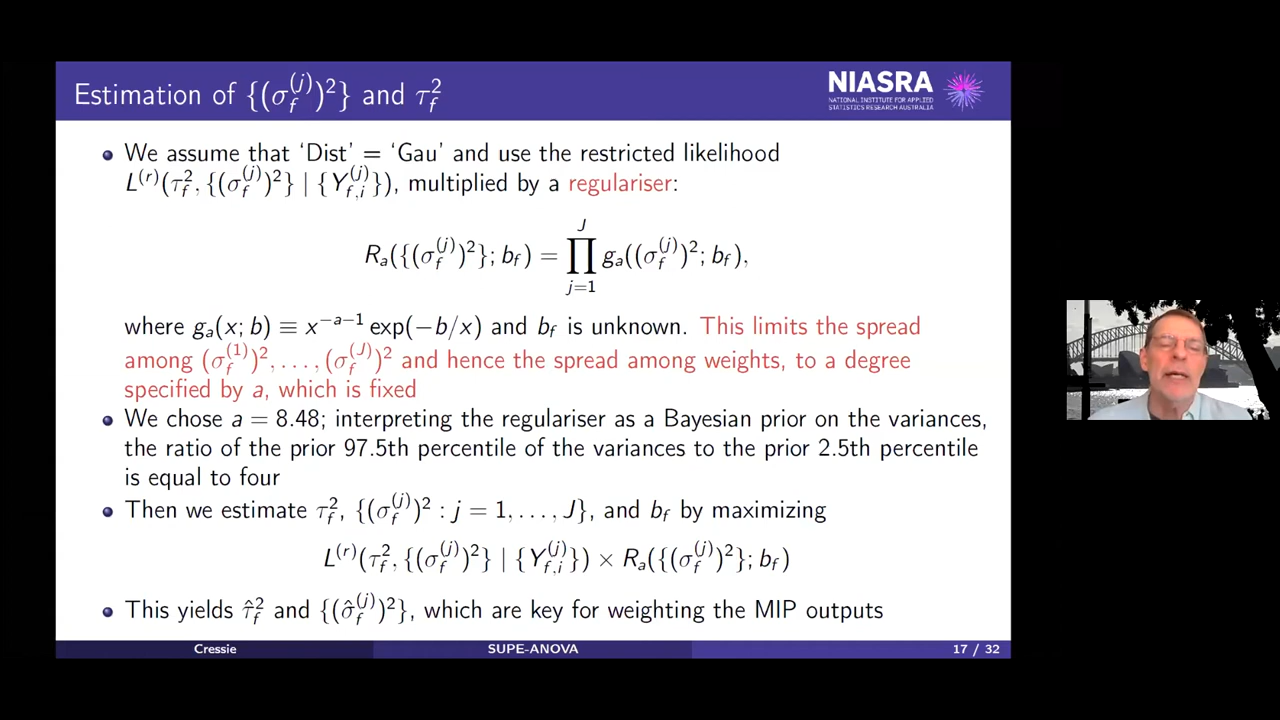 Estimation of {(σ_f^{(j)})^2} and τ_f^2
NIASRA
NATIONAL INSTITUTE FOR APPLIED
STATISTICS RESEARCH AUSTRALIA
We assume that ‘Dist’ = ‘Gau’ and use the restricted likelihood
L^{(r)}(τ_f^2, {(σ_f^{(j)})^2} | {Y_{f,i}^{(j)}}), multiplied by a regulariser:
R_a({(σ_f^{(j)})^2}; b_f) = ∏_{j=1}^{J} g_a((σ_f^{(j)})^2; b_f),
where g_a(x; b) ≡ x^{−a−1} exp(−b/x) and b_f is unknown. This limits the spread
among (σ_f^{(1)})^2, . . . , (σ_f^{(J)})^2 and hence the spread among weights, to a degree
specified by a, which is fixed
We chose a = 8.48; interpreting the regulariser as a Bayesian prior on the variances,
the ratio of the prior 97.5th percentile of the variances to the prior 2.5th percentile
is equal to four
Then we estimate τ_f^2, {(σ_f^{(j)})^2 : j = 1, . . . , J}, and b_f by maximizing
L^{(r)}(τ_f^2, {(σ_f^{(j)})^2} | {Y_{f,i}^{(j)}}) × R_a({(σ_f^{(j)})^2}; b_f)
This yields τ̂_f^2 and {(σ̂_f^{(j)})^2}, which are key for weighting the MIP outputs
Cressie
SUPE-ANOVA
17 / 32